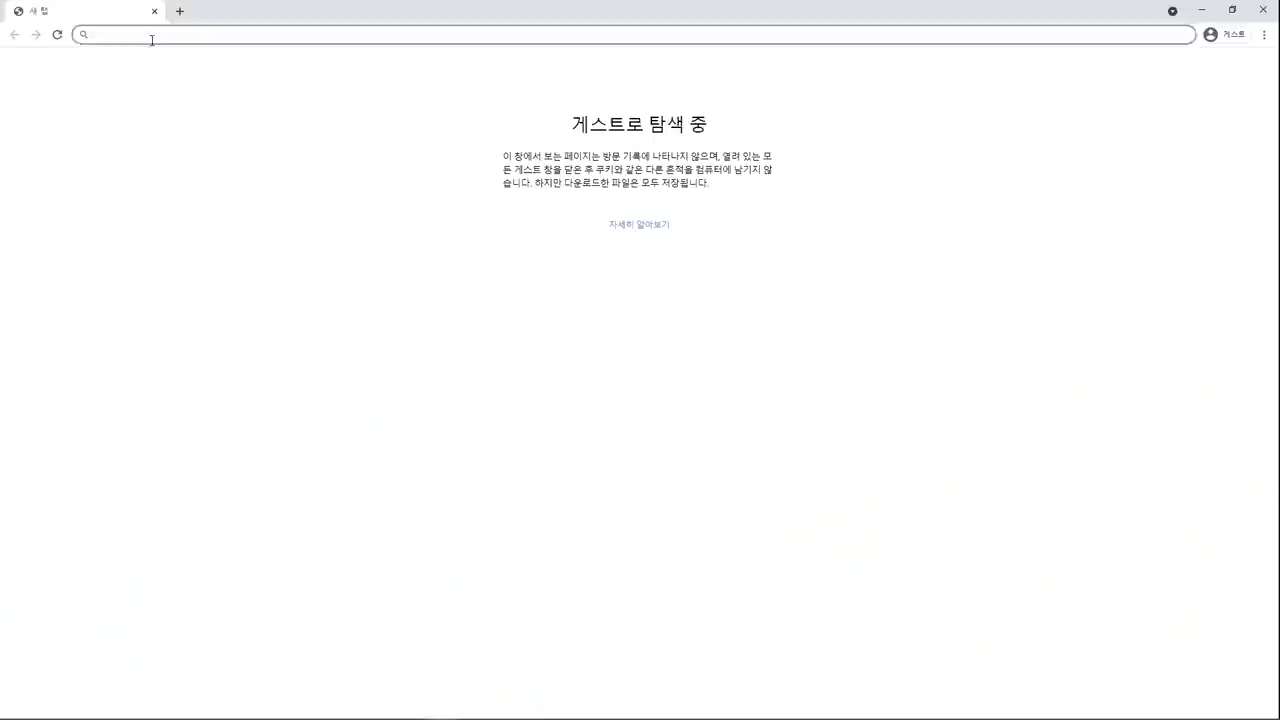 새 탭
게스트
게스트로 탐색 중
이 창에서 보는 페이지는 방문 기록에 나타나지 않으며, 열려 있는 모
든 게스트 창을 닫은 후 쿠키와 같은 다른 흔적을 컴퓨터에 남기지 않
습니다. 하지만 다운로드한 파일은 모두 저장됩니다.
자세히 알아보기